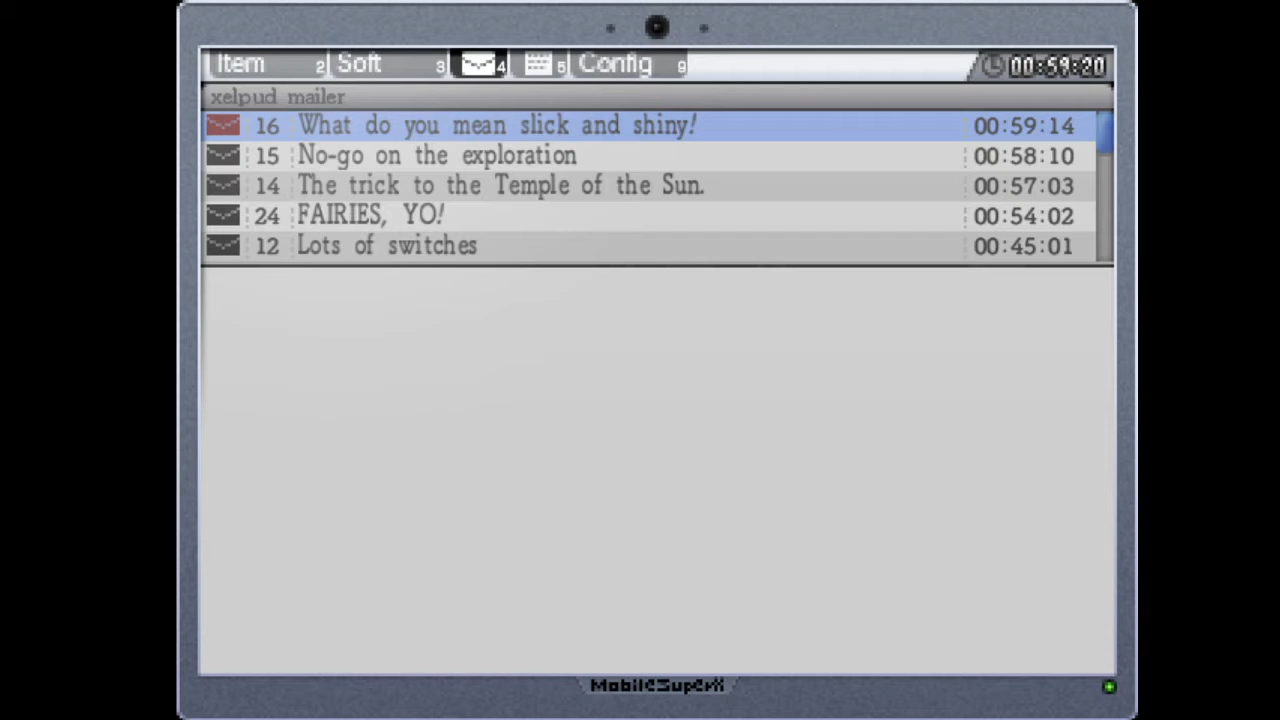 Item 2 Soft 3 4 5 Config 9 00:59:20
xelpud mailer
16 What do you mean slick and shiny! 00:59:14
15 No-go on the exploration 00:58:10
14 The trick to the Temple of the Sun. 00:57:03
24 FAIRIES, YO! 00:54:02
12 Lots of switches 00:45:01
MobileSuperX